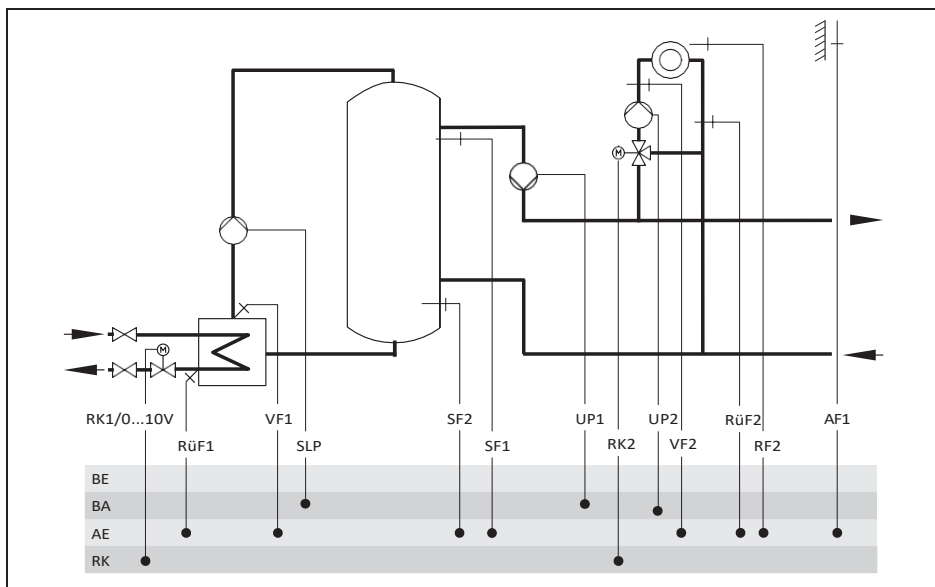 M
M
RK1/0...10V
VF1
SF2
UP1
UP2
RüF2
AF1
RüF1
SLP
SF1
RK2
VF2
RF2
BE
BA
AE
RK